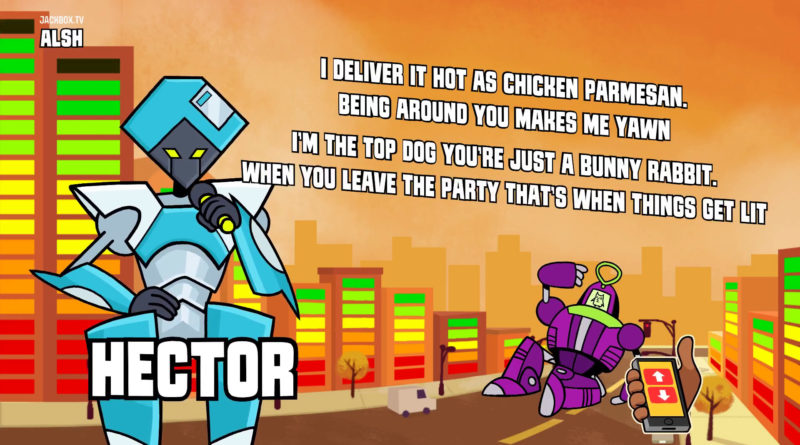 JACKBOX.TV
ALSH
I DELIVER IT HOT AS CHICKEN PARMESAN.
BEING AROUND YOU MAKES ME YAWN
I'M THE TOP DOG YOU'RE JUST A BUNNY RABBIT.
WHEN YOU LEAVE THE PARTY THAT'S WHEN THINGS GET LIT
HECTOR